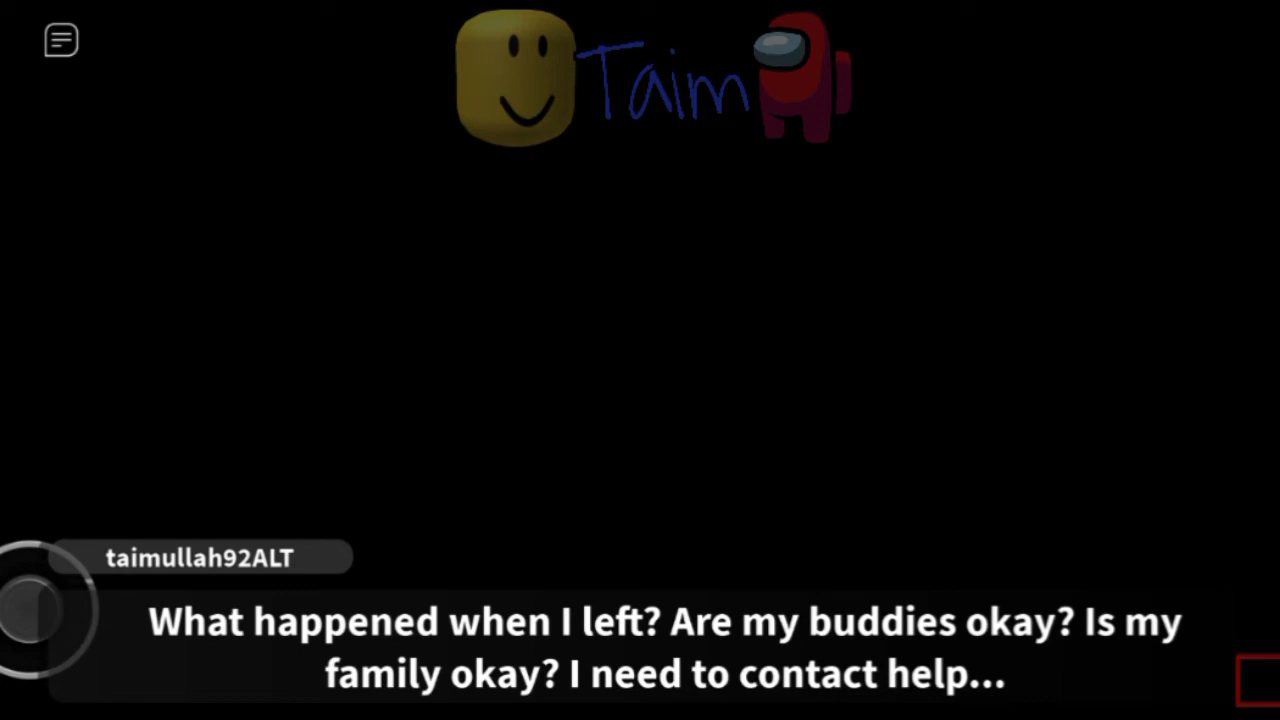 Taim
taimullah92ALT
What happened when I left? Are my buddies okay? Is my
family okay? I need to contact help...